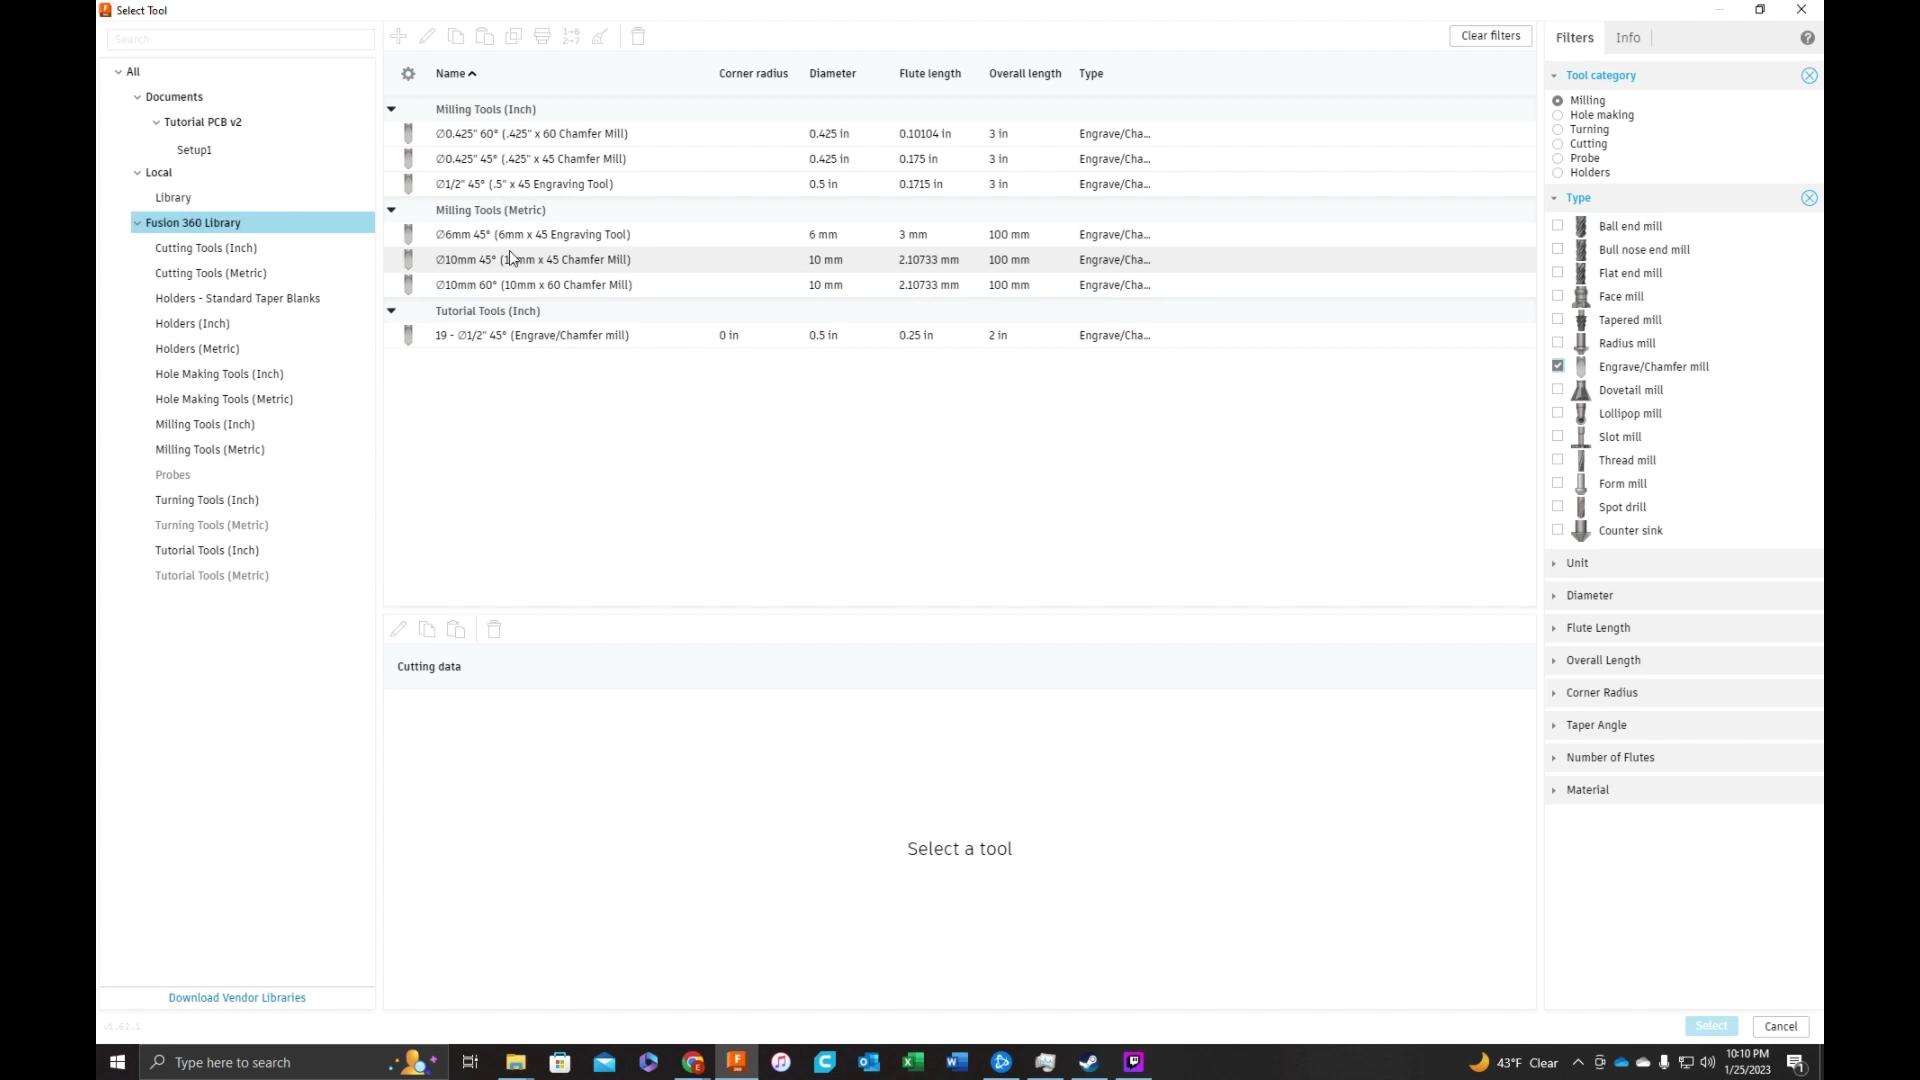 Select Tool
Search
All
Documents
Tutorial PCB v2
Setup1
Local
Library
Fusion 360 Library
Cutting Tools (Inch)
Cutting Tools (Metric)
Holders - Standard Taper Blanks
Holders (Inch)
Holders (Metric)
Hole Making Tools (Inch)
Hole Making Tools (Metric)
Milling Tools (Inch)
Milling Tools (Metric)
Probes
Turning Tools (Inch)
Turning Tools (Metric)
Tutorial Tools (Inch)
Tutorial Tools (Metric)
Download Vendor Libraries
v1.62.1
Clear filters
Name Corner radius Diameter Flute length Overall length Type
Milling Tools (Inch)
∅0.425" 60° (.425" x 60 Chamfer Mill) 0.425 in 0.10104 in 3 in Engrave/Cha...
∅0.425" 45° (.425" x 45 Chamfer Mill) 0.425 in 0.175 in 3 in Engrave/Cha...
∅1/2" 45° (.5" x 45 Engraving Tool) 0.5 in 0.1715 in 3 in Engrave/Cha...
Milling Tools (Metric)
∅6mm 45° (6mm x 45 Engraving Tool) 6 mm 3 mm 100 mm Engrave/Cha...
∅10mm 45° (10mm x 45 Chamfer Mill) 10 mm 2.10733 mm 100 mm Engrave/Cha...
∅10mm 60° (10mm x 60 Chamfer Mill) 10 mm 2.10733 mm 100 mm Engrave/Cha...
Tutorial Tools (Inch)
19 - ∅1/2" 45° (Engrave/Chamfer mill) 0 in 0.5 in 0.25 in 2 in Engrave/Cha...
Cutting data
Select a tool
Filters Info
Tool category
Milling
Hole making
Turning
Cutting
Probe
Holders
Type
Ball end mill
Bull nose end mill
Flat end mill
Face mill
Tapered mill
Radius mill
Engrave/Chamfer mill
Dovetail mill
Lollipop mill
Slot mill
Thread mill
Form mill
Spot drill
Counter sink
Unit
Diameter
Flute Length
Overall Length
Corner Radius
Taper Angle
Number of Flutes
Material
Select Cancel
Type here to search
43°F Clear
10:10 PM
1/25/2023